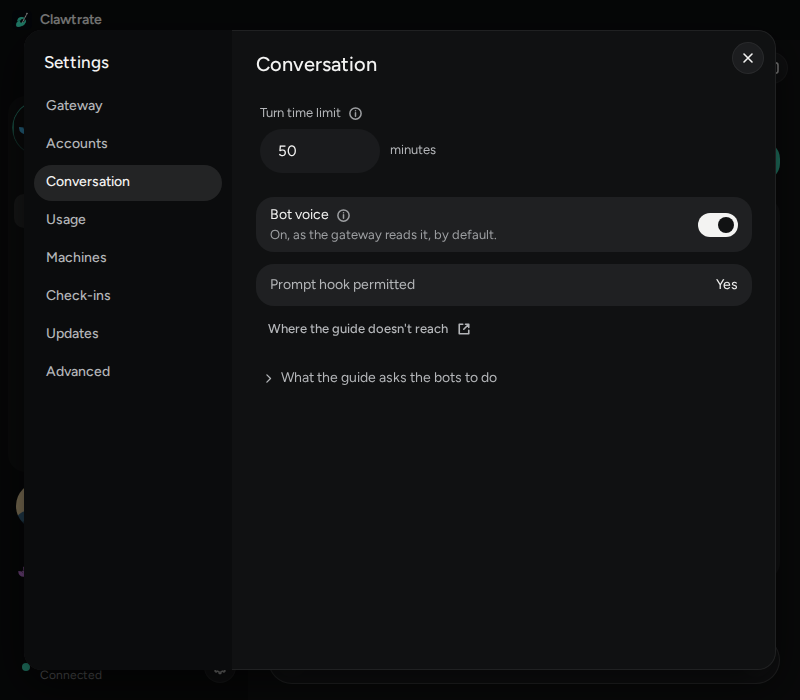 Clawtrate
Settings
Gateway
Accounts
Conversation
Usage
Machines
Check-ins
Updates
Advanced
Conversation
Turn time limit
50 minutes
Bot voice
On, as the gateway reads it, by default.
Prompt hook permitted Yes
Where the guide doesn't reach
What the guide asks the bots to do
Connected